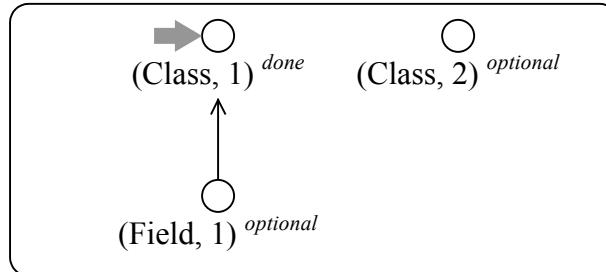 (Class, 1) done
(Class, 2) optional
(Field, 1) optional